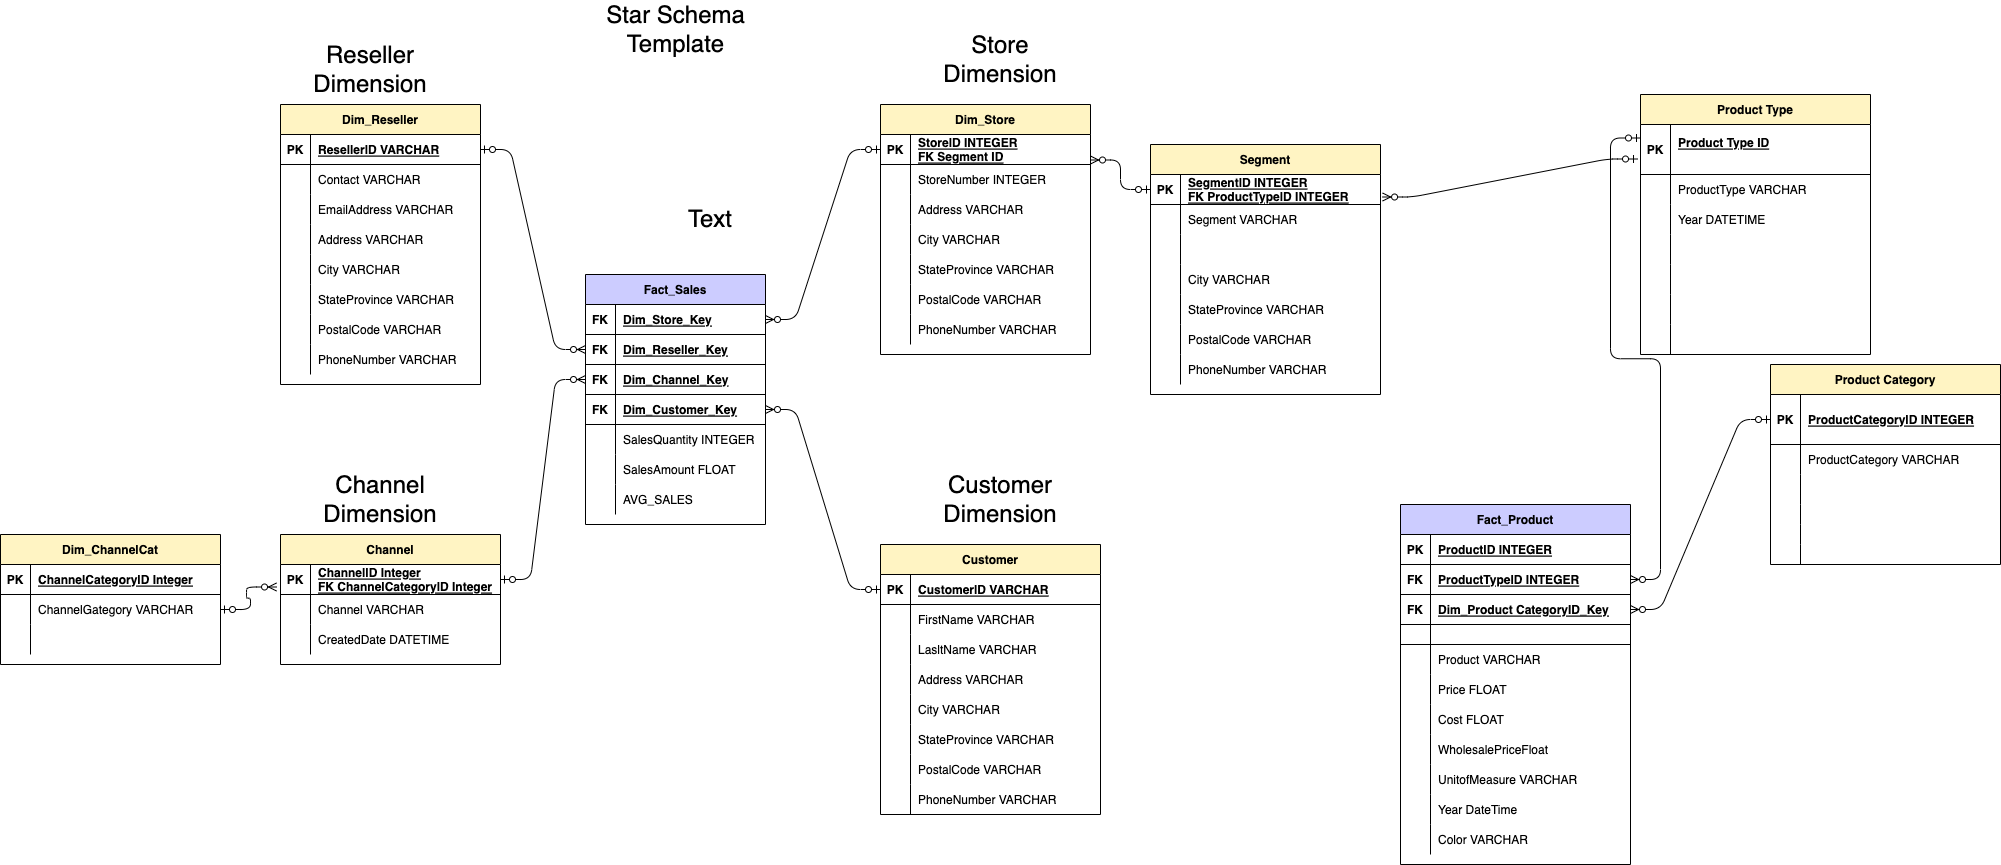 Star Schema
Template
Reseller
Dimension
Dim_Reseller
PK
ResellerID VARCHAR
Contact VARCHAR
EmailAddress VARCHAR
Address VARCHAR
City VARCHAR
StateProvince VARCHAR
PostalCode VARCHAR
PhoneNumber VARCHAR
Text
Fact_Sales
FK
Dim_Store_Key
FK
Dim_Reseller_Key
FK
Dim_Channel_Key
FK
Dim_Customer_Key
SalesQuantity INTEGER
SalesAmount FLOAT
AVG_SALES
Store
Dimension
Dim_Store
PK
StoreID INTEGER
FK Segment ID
StoreNumber INTEGER
Address VARCHAR
City VARCHAR
StateProvince VARCHAR
PostalCode VARCHAR
PhoneNumber VARCHAR
Segment
PK
SegmentID INTEGER
FK ProductTypeID INTEGER
Segment VARCHAR
City VARCHAR
StateProvince VARCHAR
PostalCode VARCHAR
PhoneNumber VARCHAR
Product Type
PK
Product Type ID
ProductType VARCHAR
Year DATETIME
Product Category
PK
ProductCategoryID INTEGER
ProductCategory VARCHAR
Dim_ChannelCat
PK
ChannelCategoryID Integer
ChannelGategory VARCHAR
Channel
Dimension
Channel
PK
ChannelID Integer
FK ChannelCategoryID Integer
Channel VARCHAR
CreatedDate DATETIME
Customer
Dimension
Customer
PK
CustomerID VARCHAR
FirstName VARCHAR
LasltName VARCHAR
Address VARCHAR
City VARCHAR
StateProvince VARCHAR
PostalCode VARCHAR
PhoneNumber VARCHAR
Fact_Product
PK
ProductID INTEGER
FK
ProductTypeID INTEGER
FK
Dim_Product CategoryID_Key
Product VARCHAR
Price FLOAT
Cost FLOAT
WholesalePriceFloat
UnitofMeasure VARCHAR
Year DateTime
Color VARCHAR